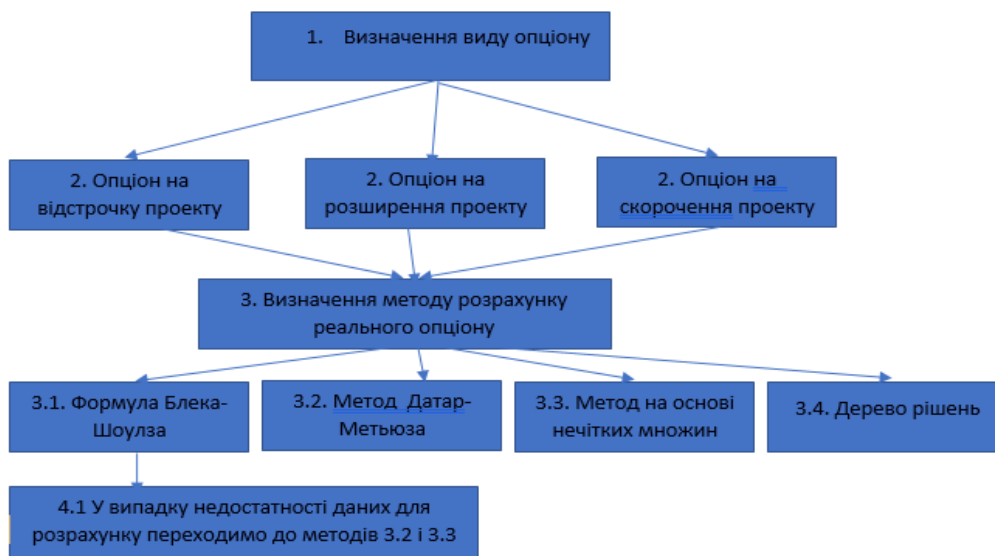 1. Визначення виду опціону
2. Опціон на
відстрочку проекту
2. Опціон на
розширення проекту
2. Опціон на
скорочення проекту
3. Визначення методу розрахунку
реального опціону
3.1. Формула Блека-
Шоулза
3.2. Метод Датар-
Метьюза
3.3. Метод на основі
нечітких множин
3.4. Дерево рішень
4.1 У випадку недостатності даних для
розрахунку переходимо до методів 3.2 і 3.3